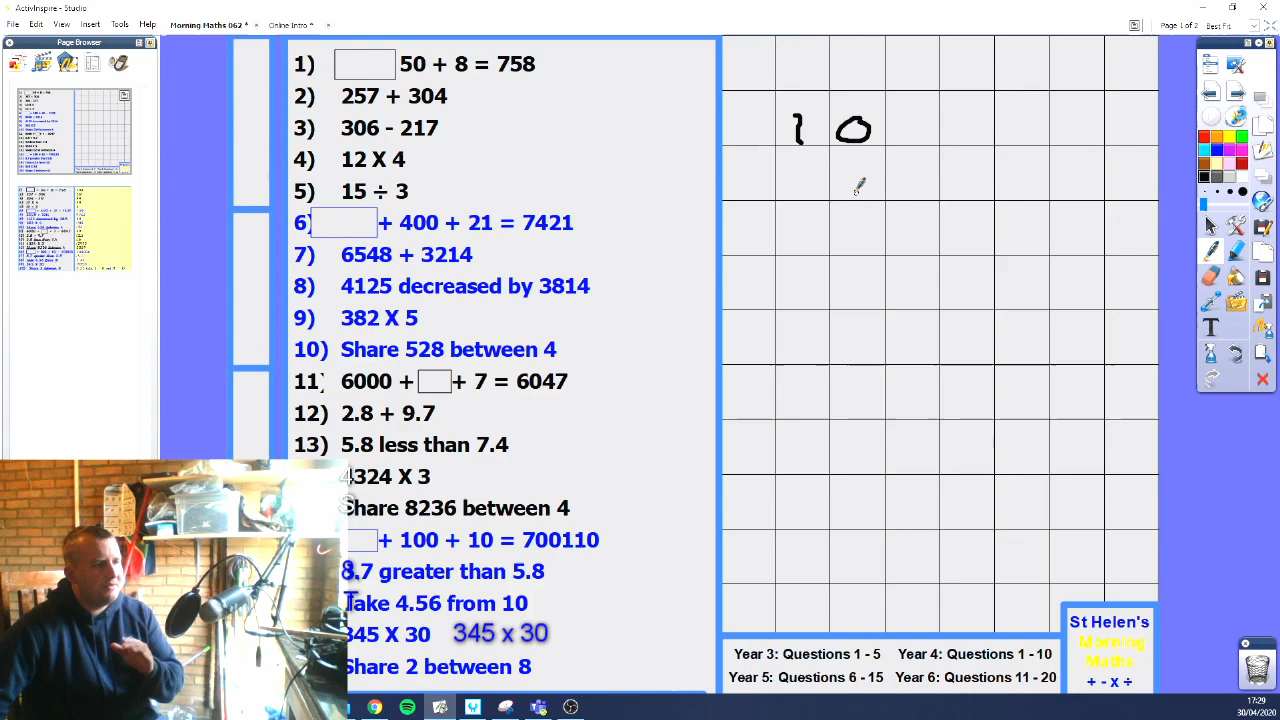 ActivInspire - Studio
File Edit View Insert Tools Help
Morning Maths 062 * Online Intro *
Page 1 of 2 Best Fit
Page Browser
1) 50 + 8 = 758
2) 257 + 304
3) 306 - 217
4) 12 X 4
5) 15 ÷ 3
6) + 400 + 21 = 7421
7) 6548 + 3214
8) 4125 decreased by 3814
9) 382 X 5
10) Share 528 between 4
11) 6000 + + 7 = 6047
12) 2.8 + 9.7
13) 5.8 less than 7.4
4324 X 3
Share 8236 between 4
+ 100 + 10 = 700110
8.7 greater than 5.8
Take 4.56 from 10
345 X 30 345 x 30
Share 2 between 8
1 0
Year 3: Questions 1 - 5 Year 4: Questions 1 - 10
Year 5: Questions 6 - 15 Year 6: Questions 11 - 20
St Helen's
Morning
Maths
+ - x ÷
T
17:29
30/04/2020